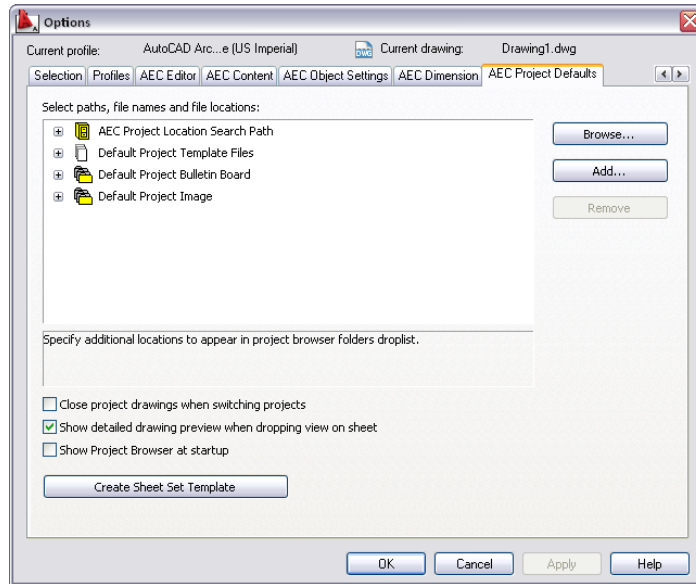 Options
Current profile: AutoCAD Arc...e (US Imperial) DWG Current drawing: Drawing1.dwg
Selection Profiles AEC Editor AEC Content AEC Object Settings AEC Dimension AEC Project Defaults
Select paths, file names and file locations:
AEC Project Location Search Path
Default Project Template Files
Default Project Bulletin Board
Default Project Image
Browse...
Add...
Remove
Specify additional locations to appear in project browser folders droplist.
Close project drawings when switching projects
Show detailed drawing preview when dropping view on sheet
Show Project Browser at startup
Create Sheet Set Template
OK Cancel Apply Help